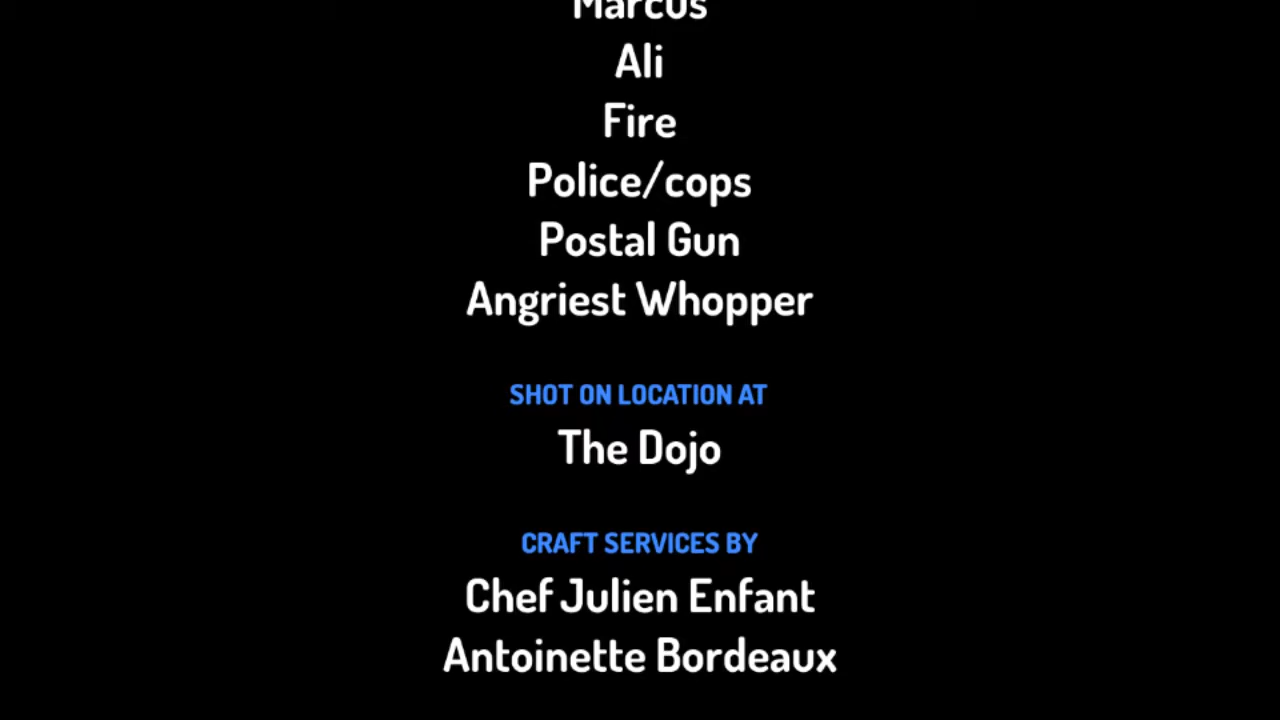 Marcus
Ali
Fire
Police/cops
Postal Gun
Angriest Whopper
SHOT ON LOCATION AT
The Dojo
CRAFT SERVICES BY
Chef Julien Enfant
Antoinette Bordeaux